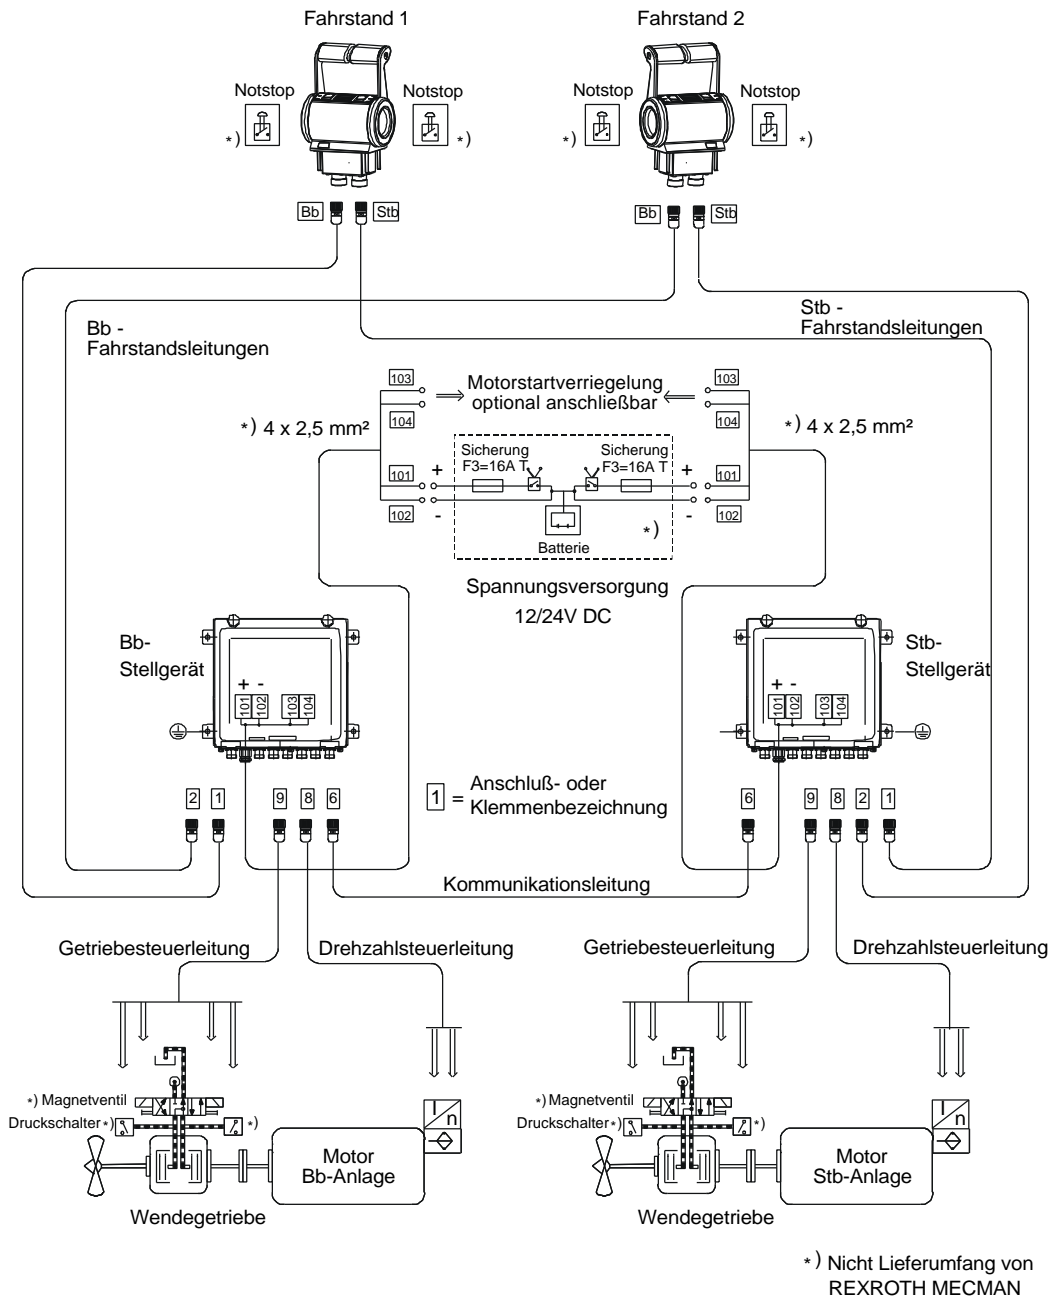 Fahrstand 1
Fahrstand 2
Notstop
Notstop
Notstop
Notstop
*)
*)
*)
*)
Bb
Stb
Bb
Stb
Bb -
Fahrstandsleitungen
Stb -
Fahrstandsleitungen
103
Motorstartverriegelung
optional anschließbar
103
104
104
*) 4 x 2,5 mm²
*) 4 x 2,5 mm²
Sicherung
F3=16A T
Sicherung
F3=16A T
101
+
+
101
102
-
-
102
*)
Batterie
Spannungsversorgung
12/24V DC
Bb-
Stellgerät
Stb-
Stellgerät
+ -
101
102
103
104
+ -
101
102
103
104
2
1
9
8
6
1 = Anschluß- oder
Klemmenbezeichnung
6
9
8
2
1
Kommunikationsleitung
Getriebesteuerleitung
Drehzahlsteuerleitung
Getriebesteuerleitung
Drehzahlsteuerleitung
*) Magnetventil
Druckschalter *)
*)
I
n
Motor
Bb-Anlage
Wendegetriebe
*) Magnetventil
Druckschalter *)
*)
I
n
Motor
Stb-Anlage
Wendegetriebe
*) Nicht Lieferumfang von
REXROTH MECMAN